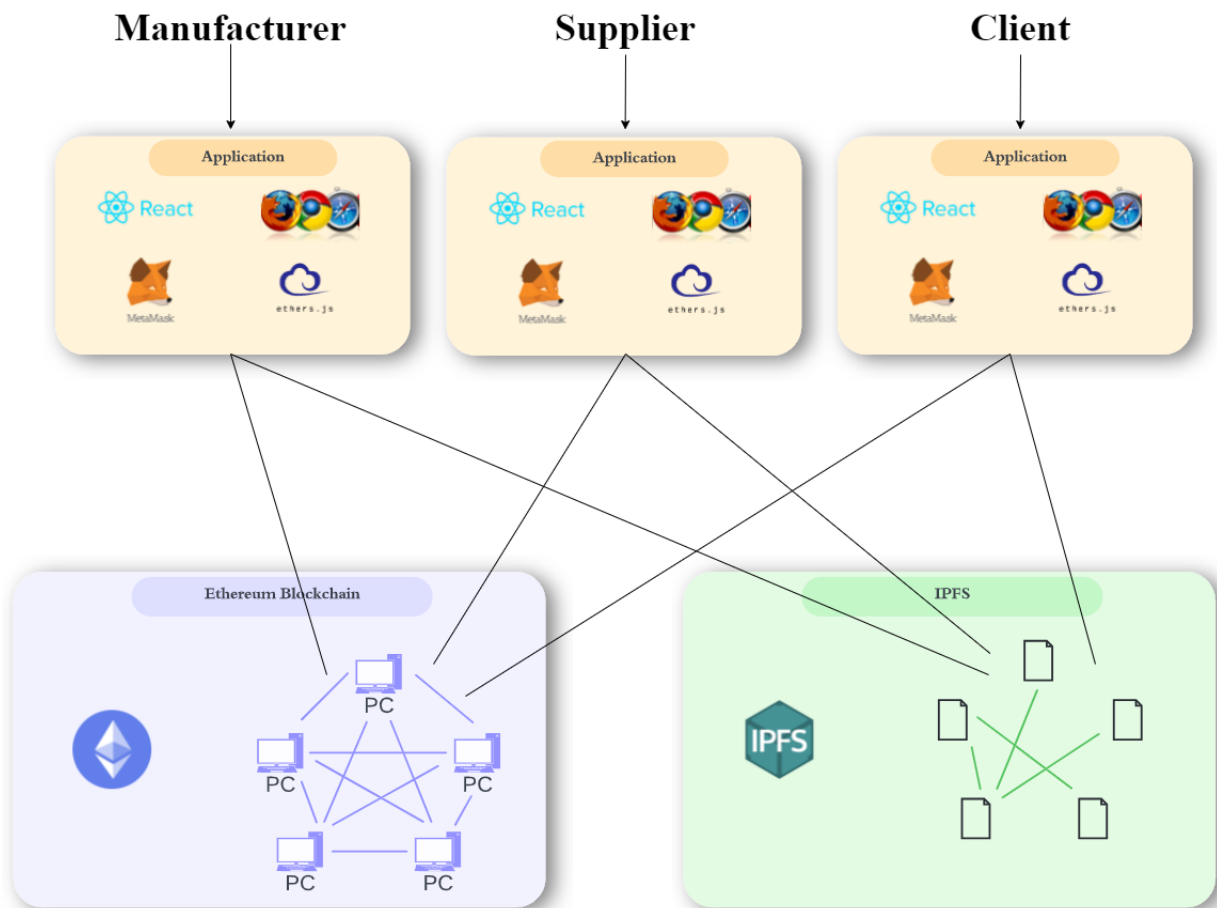 Manufacturer
Supplier
Client
Application
React
MetaMask
ethers.js
Application
React
MetaMask
ethers.js
Application
React
MetaMask
ethers.js
Ethereum Blockchain
PC
PC
PC
PC
PC
IPFS
IPFS